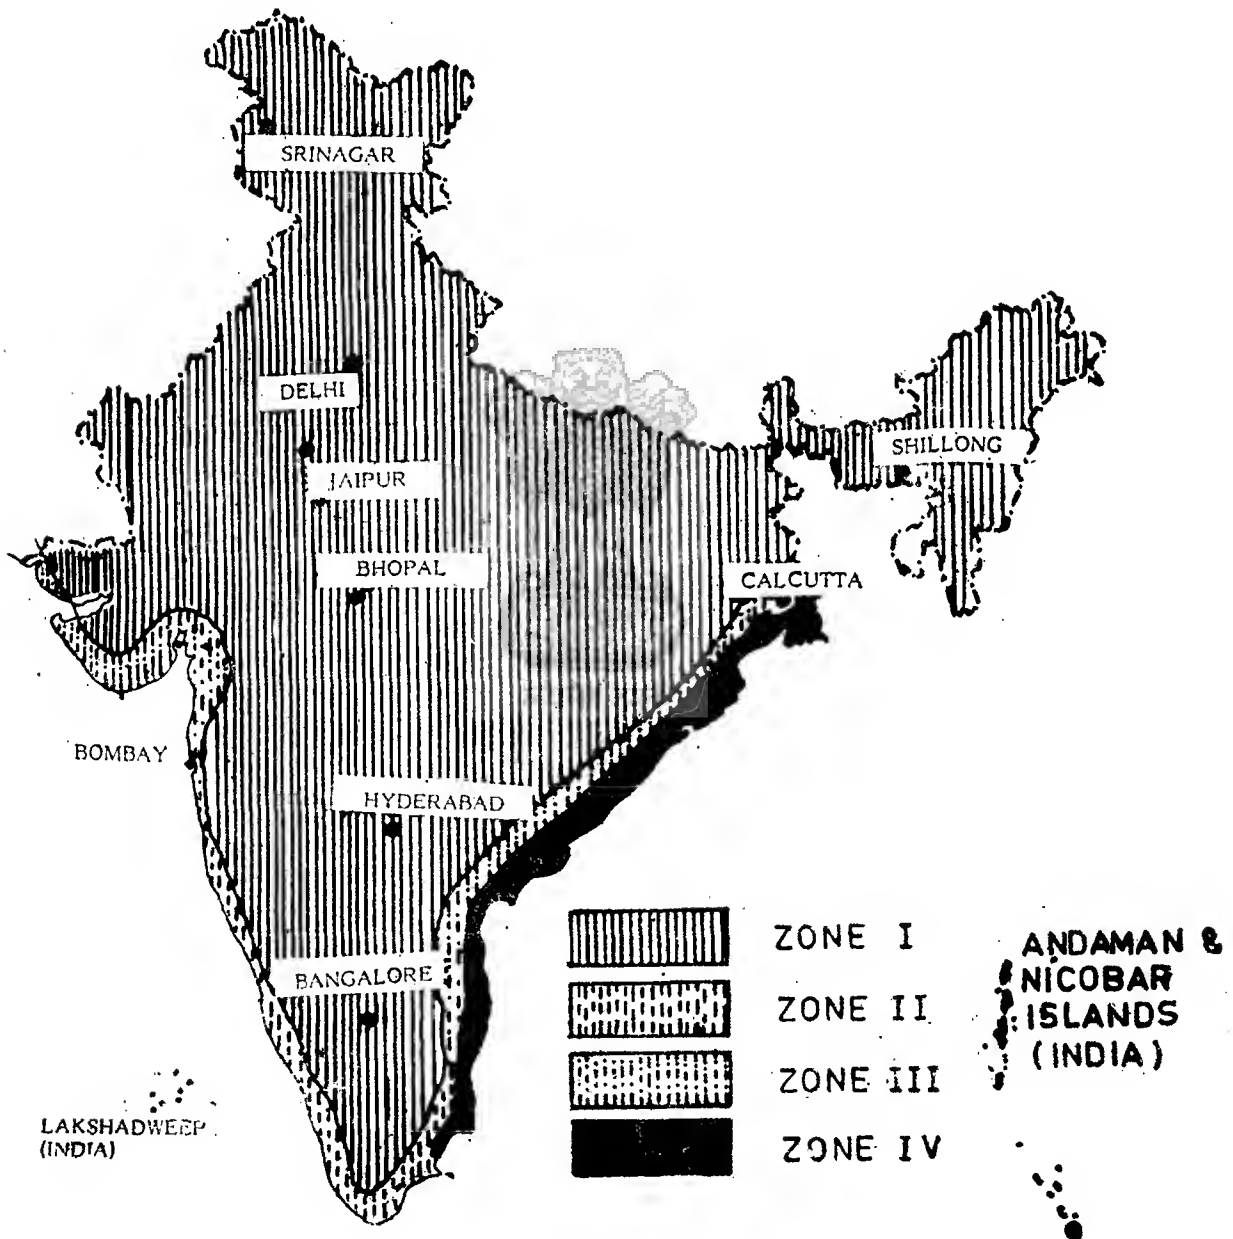 SRINAGAR
DELHI
JAIPUR
SHILLONG
BHOPAL
CALCUTTA
BOMBAY
HYDERABAD
BANGALORE
ZONE I
ZONE II
ZONE III
ZONE IV
ANDAMAN &
NICOBAR
ISLANDS
(INDIA)
LAKSHADWEEP
(INDIA)